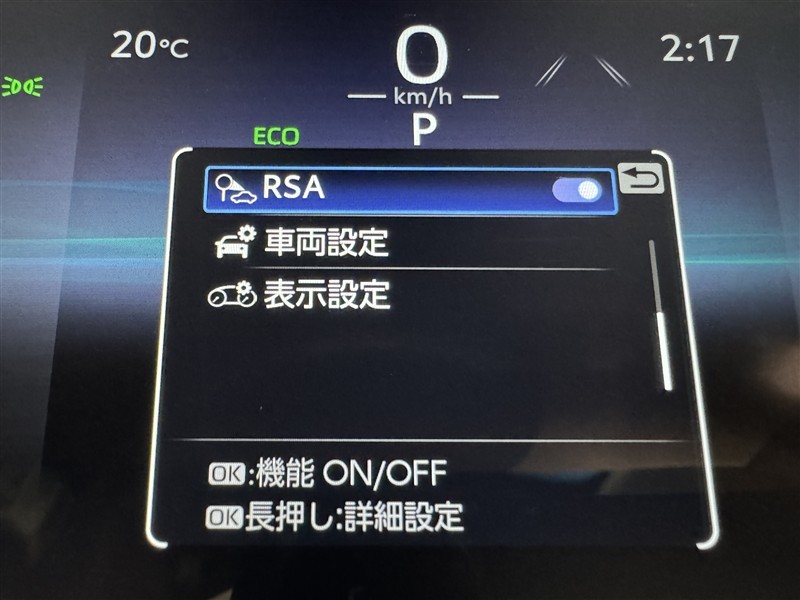 20°C
0
2:17
km/h
P
ECO
RSA
車両設定
表示設定
OK:機能 ON/OFF
OK長押し:詳細設定